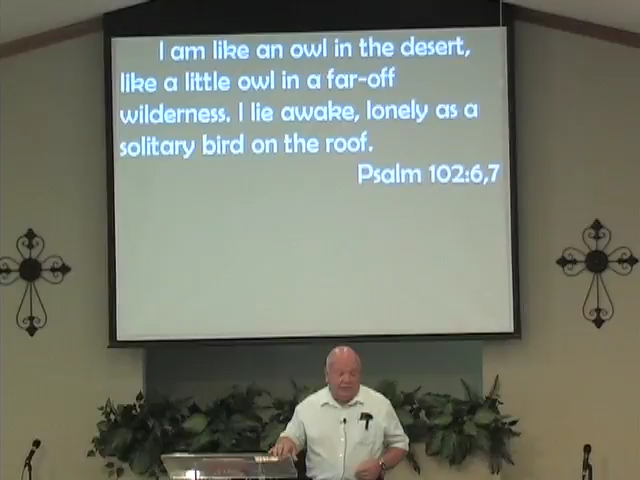 I am like an owl in the desert,
like a little owl in a far-off
wilderness. I lie awake, lonely as a
solitary bird on the roof.
Psalm 102:6,7